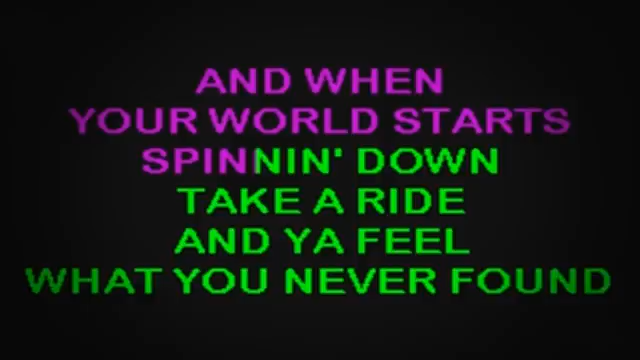 AND WHEN
YOUR WORLD STARTS
SPINNIN' DOWN
TAKE A RIDE
AND YA FEEL
WHAT YOU NEVER FOUND